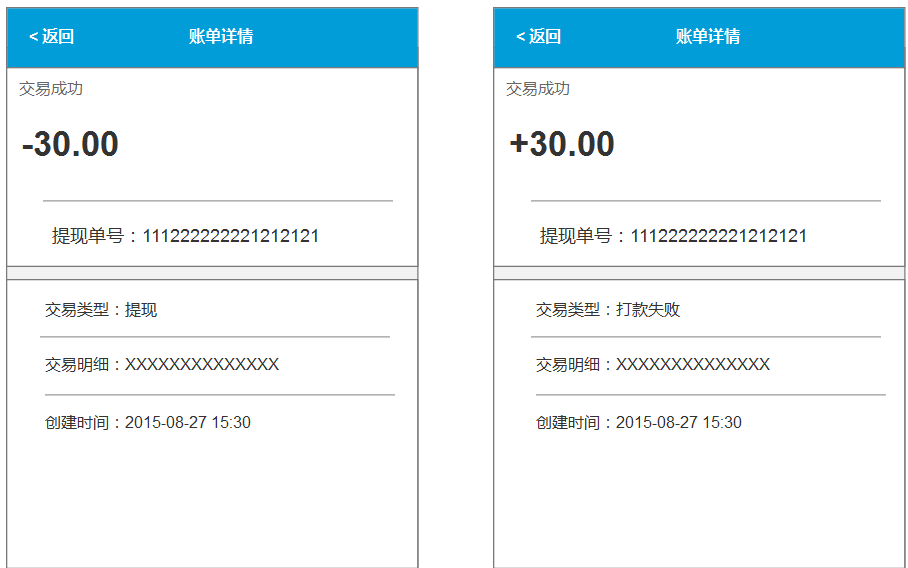 < 返回 账单详情
交易成功
-30.00
提现单号：111222222221212121
交易类型：提现
交易明细：XXXXXXXXXXXXXX
创建时间：2015-08-27 15:30
< 返回 账单详情
交易成功
+30.00
提现单号：111222222221212121
交易类型：打款失败
交易明细：XXXXXXXXXXXXXX
创建时间：2015-08-27 15:30